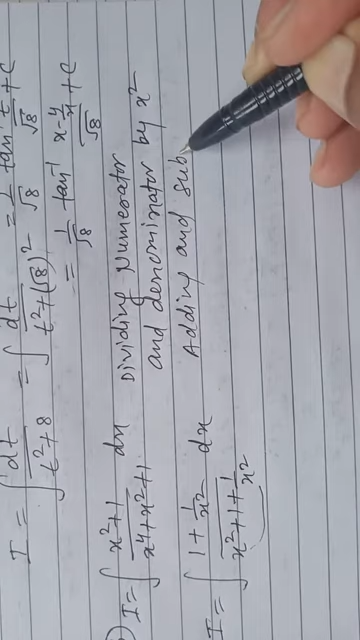 I = ∫ dt / t²+8 = ∫ dt / t²+(√8)² = 1/√8 tan⁻¹ t/√8 + C
= 1/√8 tan⁻¹ x-4/x / √8 + C
I = ∫ x²+1 / x⁴+x²+1 dx Dividing Numerator
and denominator by x²
I = ∫ 1+1/x² / x²+1+1/x² dx Adding and sub